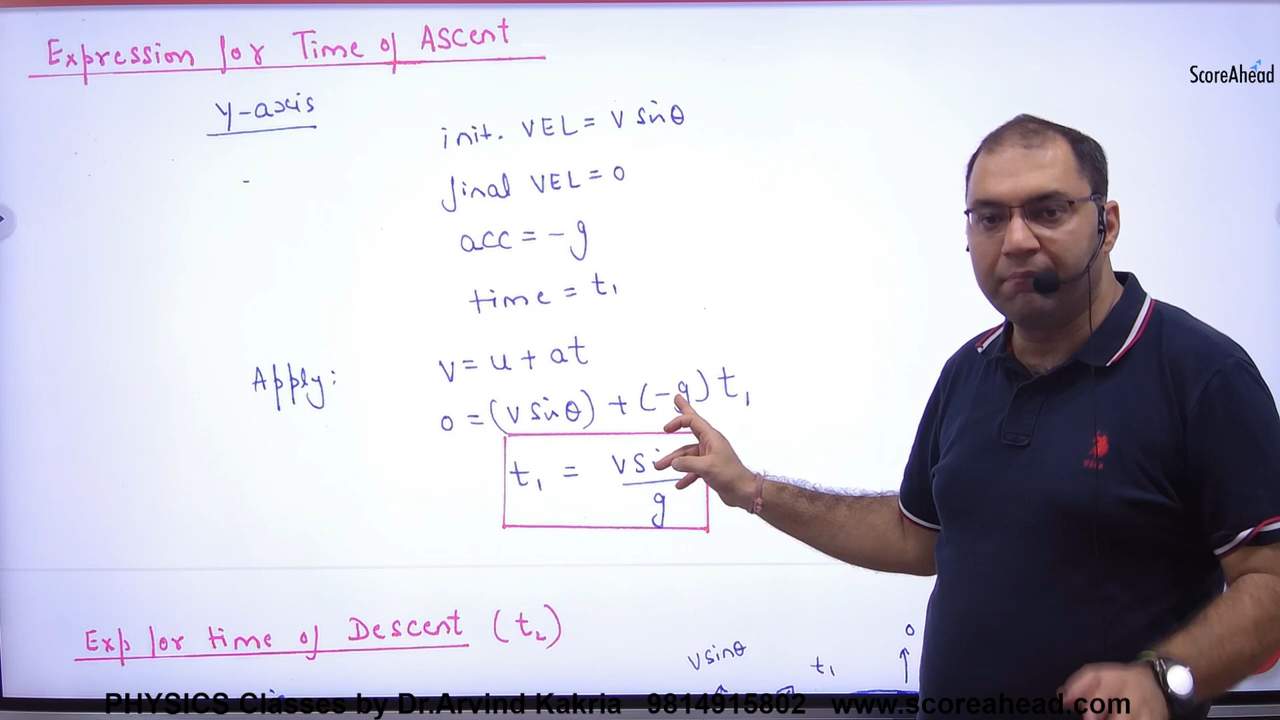 Expression for Time of Ascent
ScoreAhead
y-axis
init. VEL = v sinθ
final VEL = 0
acc = -g
time = t₁
Apply:
v = u + at
0 = (v sinθ) + (-g) t₁
t₁ = vsi
g
Exp for time of Descent (t₂)
vsinθ
t₁
0
PHYSICS Classes by Dr.Arvind Kakria 9814915802 www.scoreahead.com